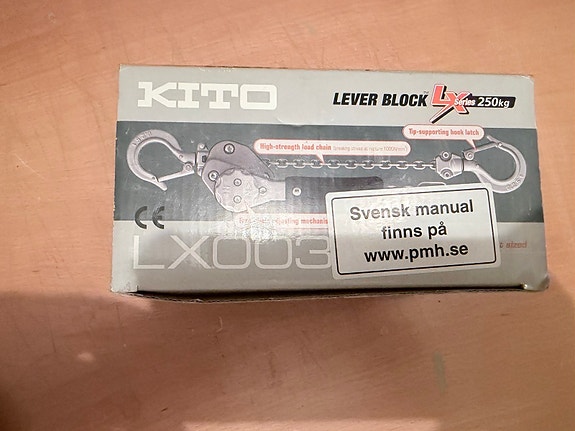 KITO
LEVER BLOCK™ LX Series 250kg
Tip-supporting hook latch
High-strength load chain
CE
LX003
Svensk manual
finns på
www.pmh.se